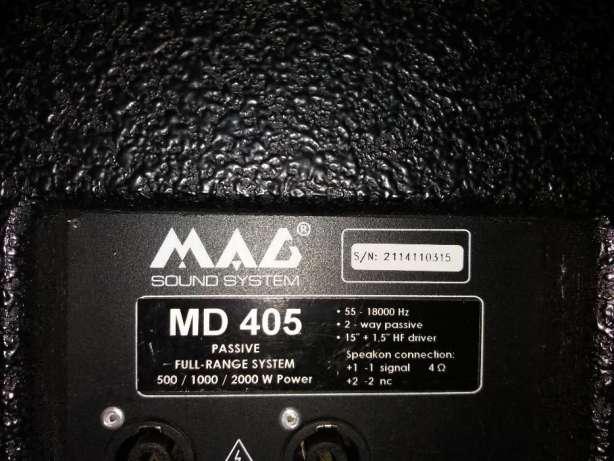 MAG®
SOUND SYSTEM
S/N: 2114110315
MD 405
PASSIVE
FULL-RANGE SYSTEM
500 / 1000 / 2000 W Power
• 55 - 18000 Hz
• 2 - way passive
• 15" + 1,5" HF driver
Speakon connection:
+1 -1 signal 4 Ω
+2 -2 nc